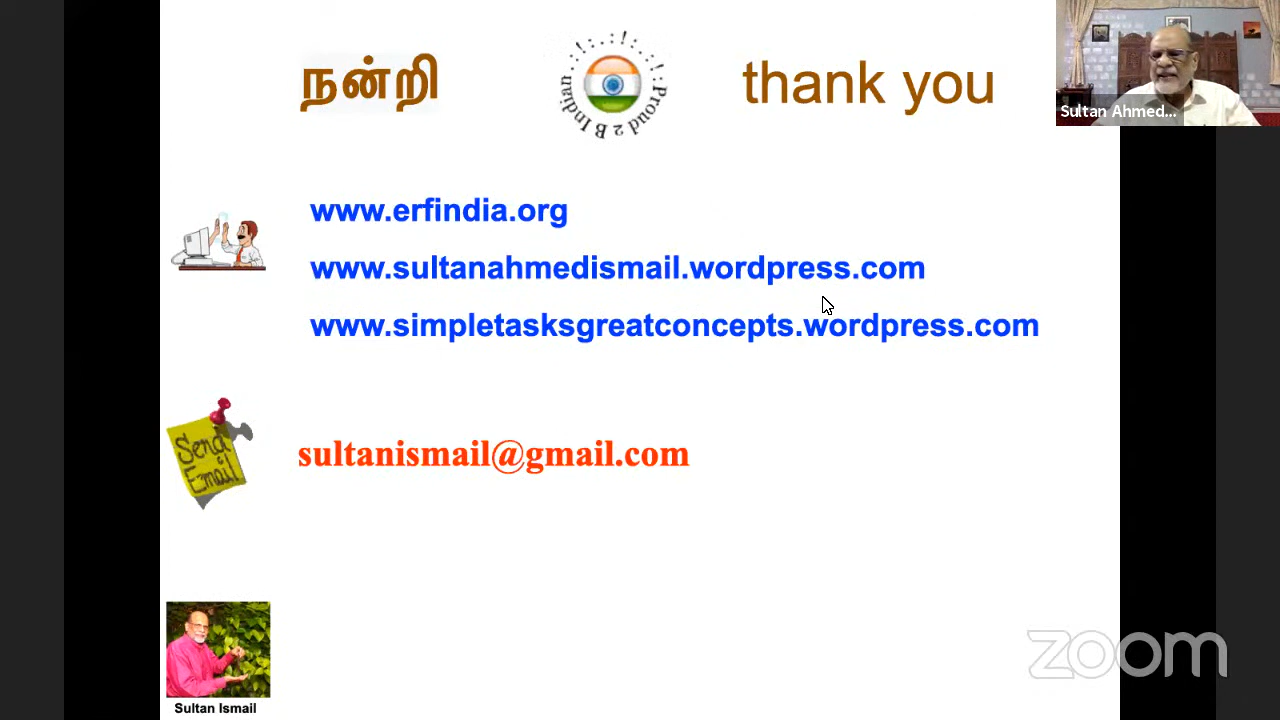 நன்றி
Proud 2 B Indian
thank you
Sultan Ahmed...
www.erfindia.org
www.sultanahmedismail.wordpress.com
www.simpletasksgreatconcepts.wordpress.com
Send
Email
sultanismail@gmail.com
Sultan Ismail
zoom